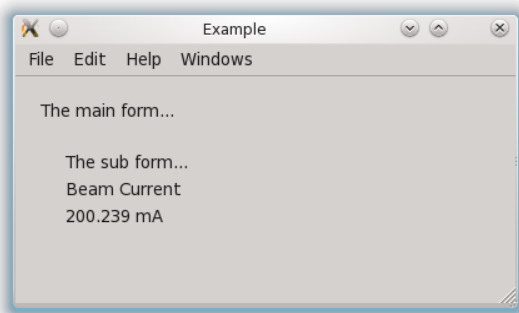 Example
File Edit Help Windows
The main form...
The sub form...
Beam Current
200.239 mA